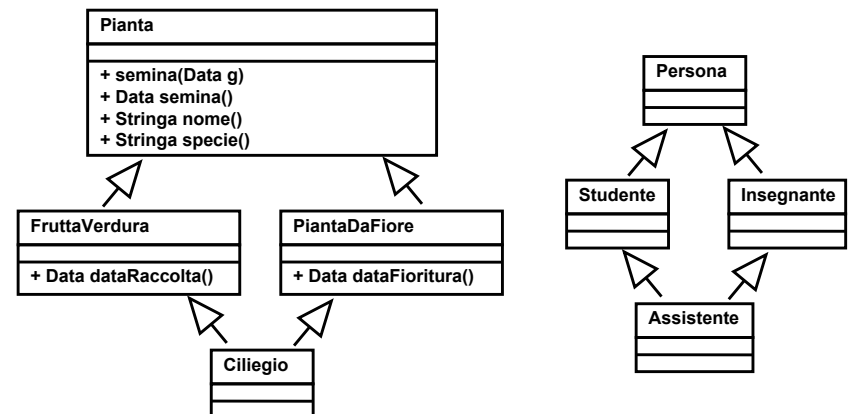 Pianta
+ semina(Data g)
+ Data semina()
+ Stringa nome()
+ Stringa specie()
FruttaVerdura
+ Data dataRaccolta()
PiantaDaFiore
+ Data dataFioritura()
Ciliegio
Persona
Studente
Insegnante
Assistente